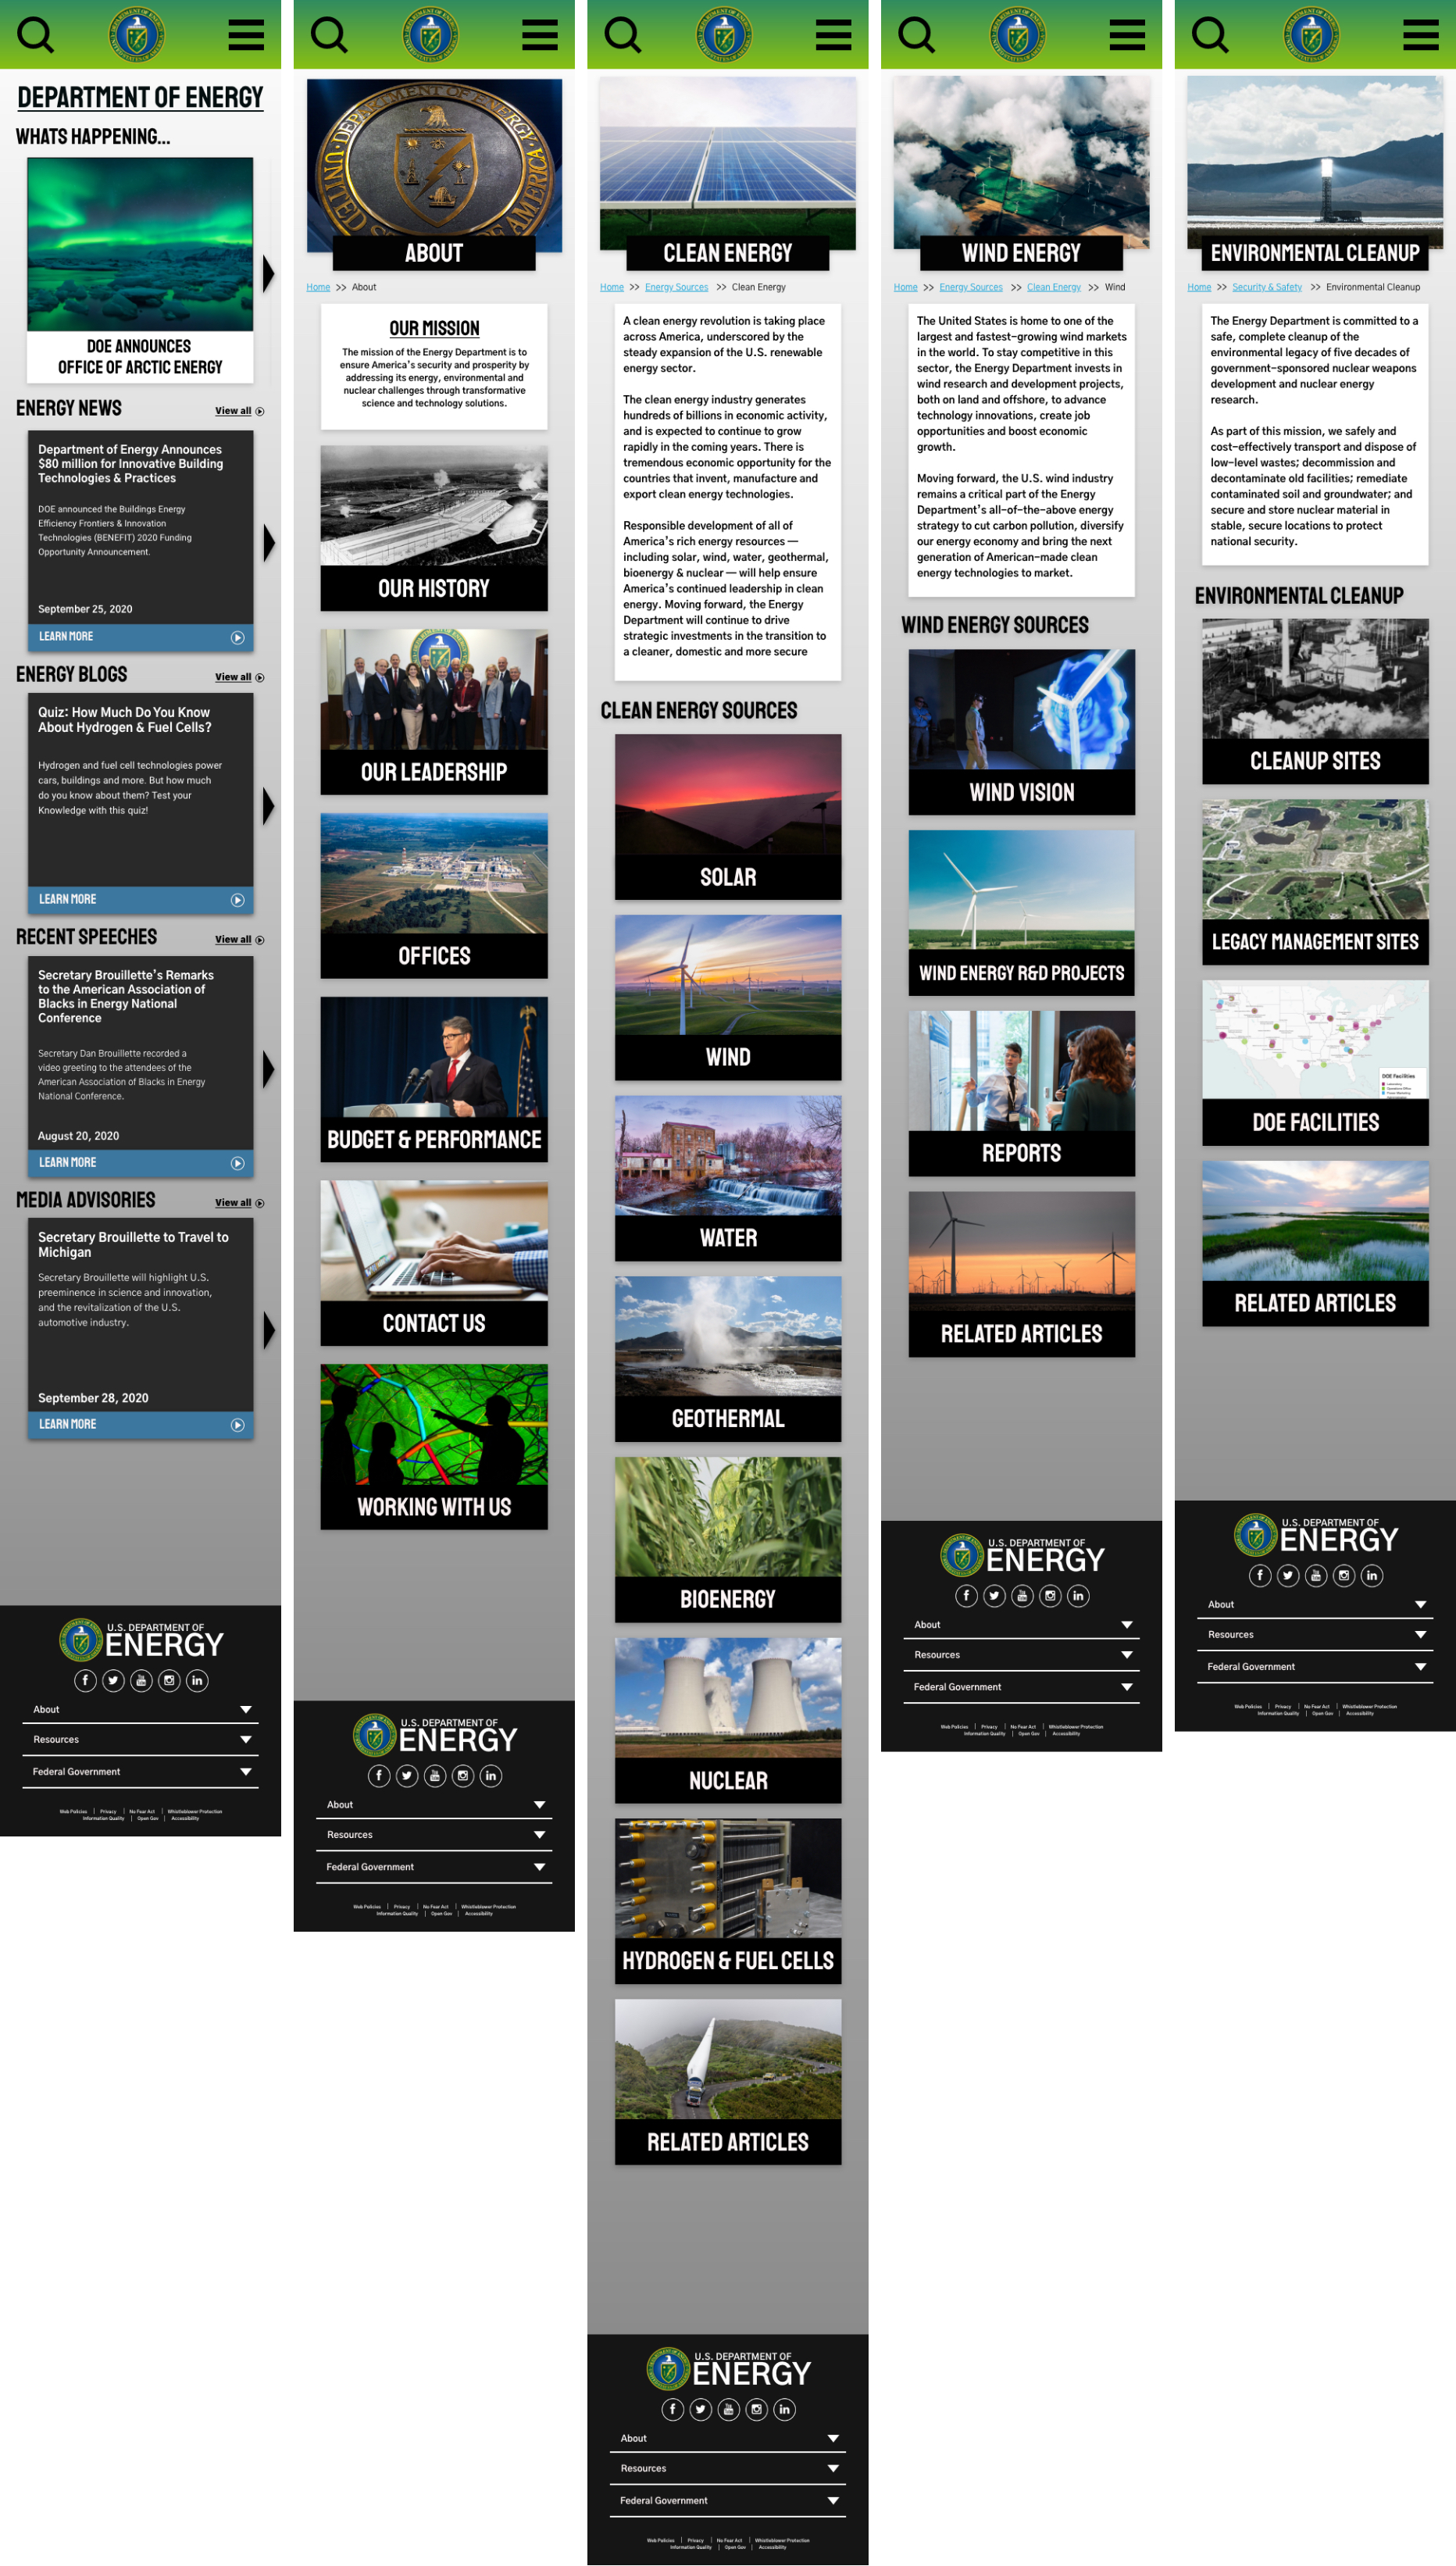 DEPARTMENT OF ENERGY
WHATS HAPPENING...
DOE ANNOUNCES
OFFICE OF ARCTIC ENERGY
ENERGY NEWS
View all
Department of Energy Announces
$80 million for Innovative Building
Technologies & Practices
DOE announced the Buildings Energy
Efficiency Frontiers & Innovation
Technologies (BENEFIT) 2020 Funding
Opportunity Announcement.
September 25, 2020
LEARN MORE
ENERGY BLOGS
View all
Quiz: How Much Do You Know
About Hydrogen & Fuel Cells?
Hydrogen and fuel cell technologies power
cars, buildings and more. But how much
do you know about them? Test your
Knowledge with this quiz!
LEARN MORE
RECENT SPEECHES
View all
Secretary Brouillette's Remarks
to the American Association of
Blacks in Energy National
Conference
Secretary Dan Brouillette recorded a
video greeting to the attendees of the
American Association of Blacks in Energy
National Conference.
August 20, 2020
LEARN MORE
MEDIA ADVISORIES
View all
Secretary Brouillette to Travel to
Michigan
Secretary Brouillette will highlight U.S.
preeminence in science and innovation,
and the revitalization of the U.S.
automotive industry.
September 28, 2020
LEARN MORE
U.S. DEPARTMENT OF
ENERGY
About
Resources
Federal Government
Web Policies | Privacy | No Fear Act | Whistleblower Protection
Information Quality | Open Gov | Accessibility
DEPARTMENT OF ENERGY
UNITED
AMERICA
ABOUT
Home >> About
OUR MISSION
The mission of the Energy Department is to
ensure America's security and prosperity by
addressing its energy, environmental and
nuclear challenges through transformative
science and technology solutions.
OUR HISTORY
OUR LEADERSHIP
OFFICES
BUDGET & PERFORMANCE
CONTACT US
WORKING WITH US
U.S. DEPARTMENT OF
ENERGY
About
Resources
Federal Government
Web Policies | Privacy | No Fear Act | Whistleblower Protection
Information Quality | Open Gov | Accessibility
CLEAN ENERGY
Home >> Energy Sources >> Clean Energy
A clean energy revolution is taking place
across America, underscored by the
steady expansion of the U.S. renewable
energy sector.
The clean energy industry generates
hundreds of billions in economic activity,
and is expected to continue to grow
rapidly in the coming years. There is
tremendous economic opportunity for the
countries that invent, manufacture and
export clean energy technologies.
Responsible development of all of
America's rich energy resources —
including solar, wind, water, geothermal,
bioenergy & nuclear — will help ensure
America's continued leadership in clean
energy. Moving forward, the Energy
Department will continue to drive
strategic investments in the transition to
a cleaner, domestic and more secure
CLEAN ENERGY SOURCES
SOLAR
WIND
WATER
GEOTHERMAL
BIOENERGY
NUCLEAR
HYDROGEN & FUEL CELLS
RELATED ARTICLES
U.S. DEPARTMENT OF
ENERGY
About
Resources
Federal Government
Web Policies | Privacy | No Fear Act | Whistleblower Protection
Information Quality | Open Gov | Accessibility
WIND ENERGY
Home >> Energy Sources >> Clean Energy >> Wind
The United States is home to one of the
largest and fastest-growing wind markets
in the world. To stay competitive in this
sector, the Energy Department invests in
wind research and development projects,
both on land and offshore, to advance
technology innovations, create job
opportunities and boost economic
growth.
Moving forward, the U.S. wind industry
remains a critical part of the Energy
Department's all-of-the-above energy
strategy to cut carbon pollution, diversify
our energy economy and bring the next
generation of American-made clean
energy technologies to market.
WIND ENERGY SOURCES
WIND VISION
WIND ENERGY R&D PROJECTS
REPORTS
RELATED ARTICLES
U.S. DEPARTMENT OF
ENERGY
About
Resources
Federal Government
Web Policies | Privacy | No Fear Act | Whistleblower Protection
Information Quality | Open Gov | Accessibility
ENVIRONMENTAL CLEANUP
Home >> Security & Safety >> Environmental Cleanup
The Energy Department is committed to a
safe, complete cleanup of the
environmental legacy of five decades of
government-sponsored nuclear weapons
development and nuclear energy
research.
As part of this mission, we safely and
cost-effectively transport and dispose of
low-level wastes; decommission and
decontaminate old facilities; remediate
contaminated soil and groundwater; and
secure and store nuclear material in
stable, secure locations to protect
national security.
ENVIRONMENTAL CLEANUP
CLEANUP SITES
LEGACY MANAGEMENT SITES
DOE Facilities
DOE FACILITIES
RELATED ARTICLES
U.S. DEPARTMENT OF
ENERGY
About
Resources
Federal Government
Web Policies | Privacy | No Fear Act | Whistleblower Protection
Information Quality | Open Gov | Accessibility